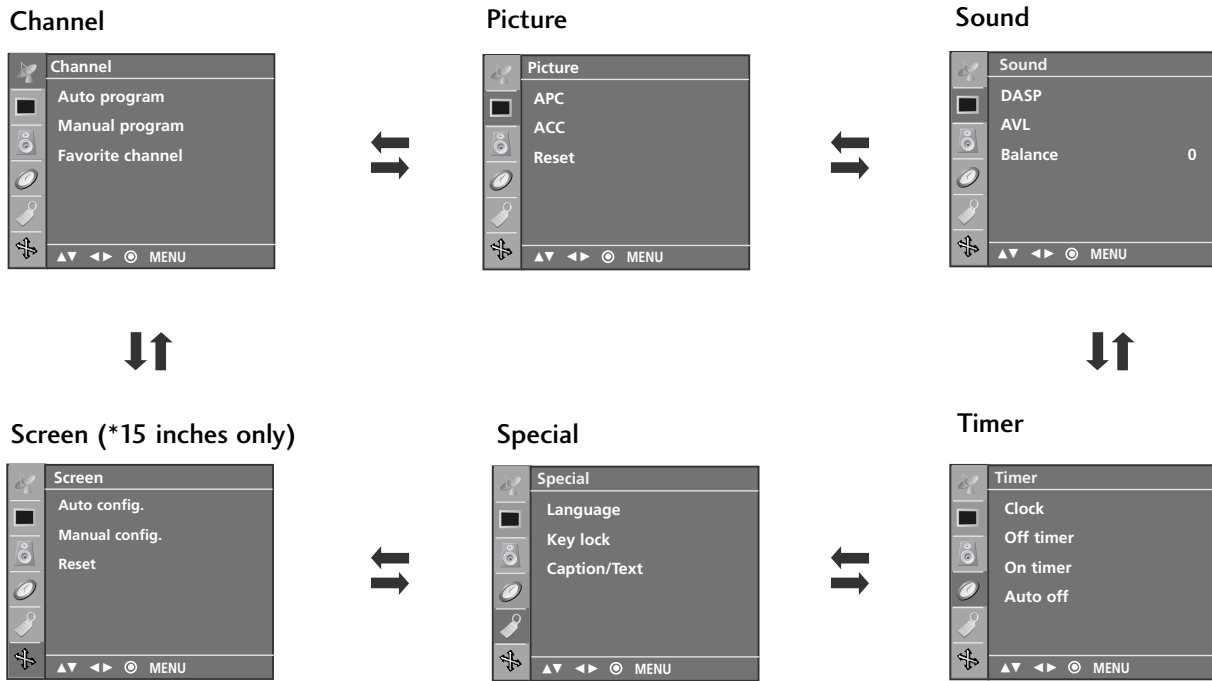 Channel
Channel
Auto program
Manual program
Favorite channel
▲▼ ◀▶ ◉ MENU
Picture
Picture
APC
ACC
Reset
▲▼ ◀▶ ◉ MENU
Sound
Sound
DASP
AVL
Balance 0
▲▼ ◀▶ ◉ MENU
Screen (*15 inches only)
Screen
Auto config.
Manual config.
Reset
▲▼ ◀▶ ◉ MENU
Special
Special
Language
Key lock
Caption/Text
▲▼ ◀▶ ◉ MENU
Timer
Timer
Clock
Off timer
On timer
Auto off
▲▼ ◀▶ ◉ MENU